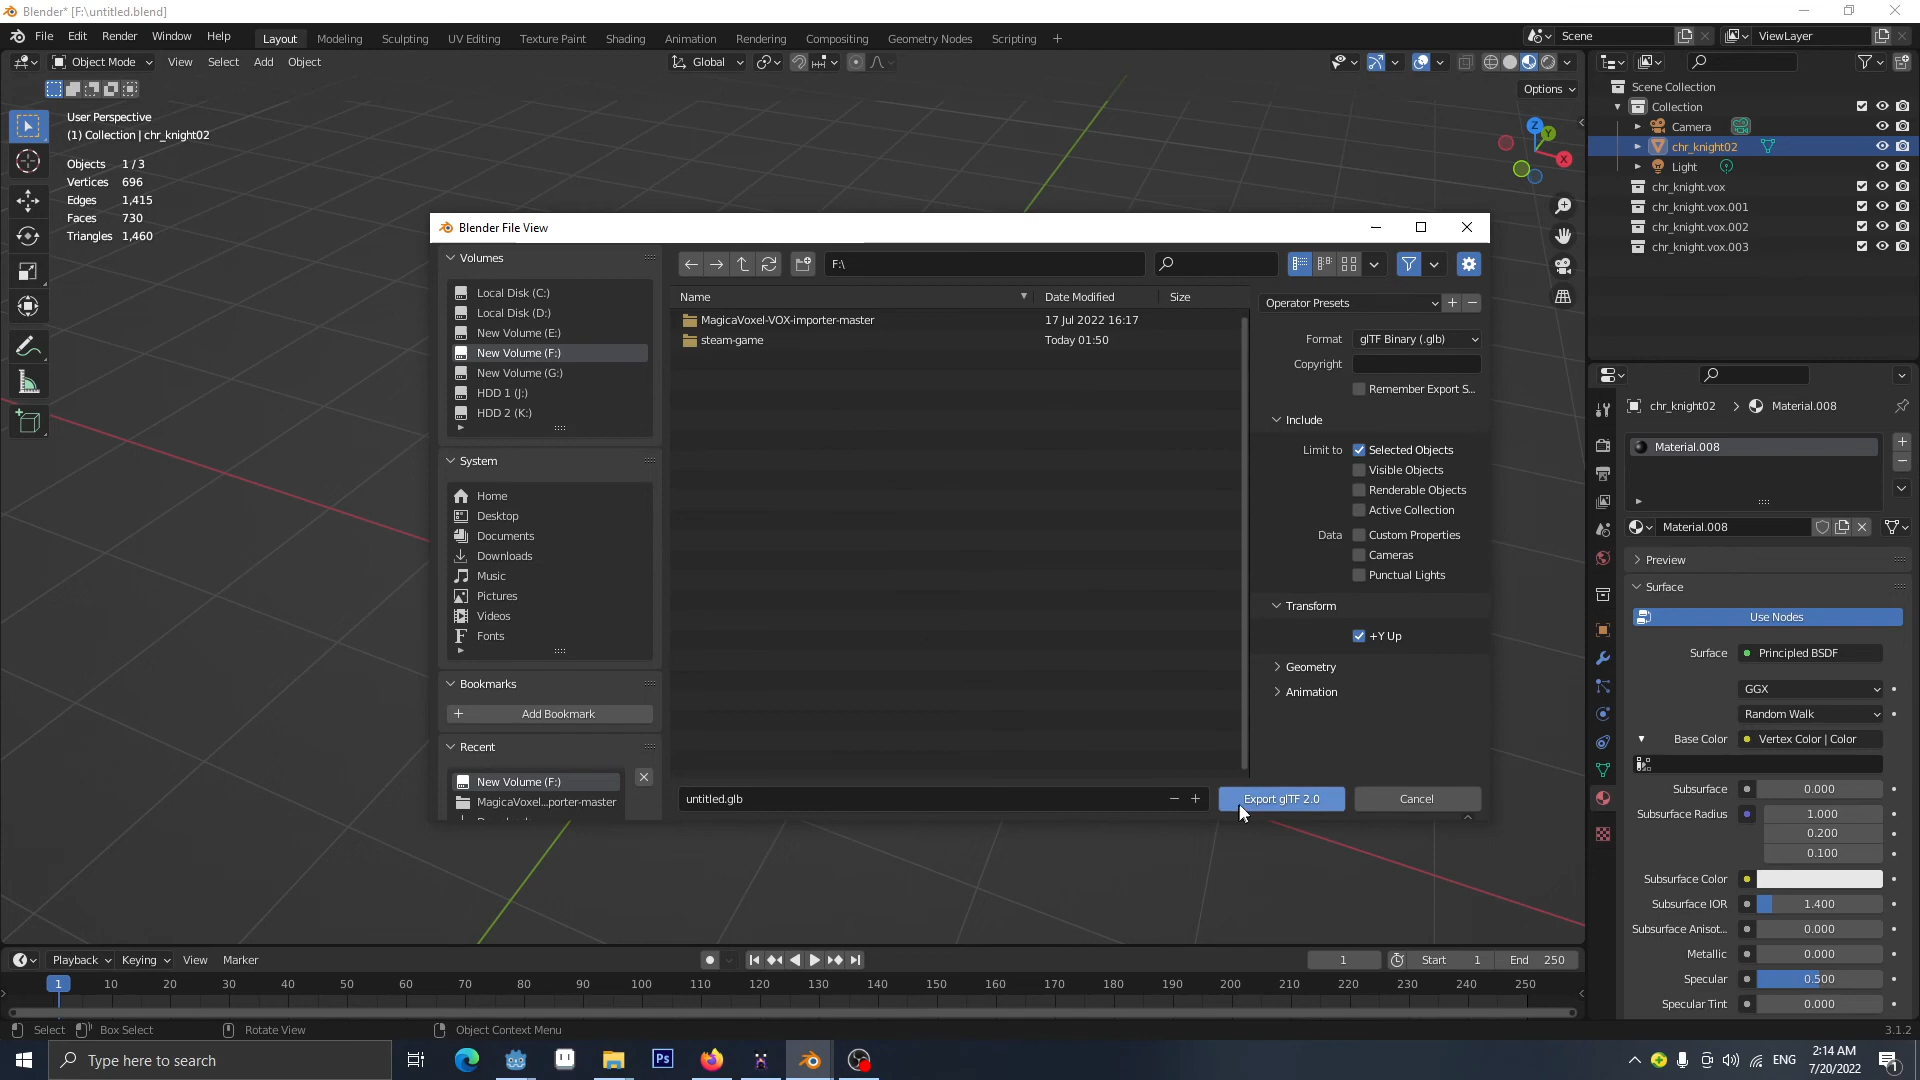 Blender* [F:\untitled.blend]
File Edit Render Window Help Layout Modeling Sculpting UV Editing Texture Paint Shading Animation Rendering Compositing Geometry Nodes Scripting + Scene ViewLayer
Object Mode View Select Add Object Global
Options
User Perspective
(1) Collection | chr_knight02
Objects 1 / 3
Vertices 696
Edges 1,415
Faces 730
Triangles 1,460
Z
Y
X
Scene Collection
Collection
Camera
chr_knight02
Light
chr_knight.vox
chr_knight.vox.001
chr_knight.vox.002
chr_knight.vox.003
Blender File View
Volumes
Local Disk (C:)
Local Disk (D:)
New Volume (E:)
New Volume (F:)
New Volume (G:)
HDD 1 (J:)
HDD 2 (K:)
System
Home
Desktop
Documents
Downloads
Music
Pictures
Videos
Fonts
Bookmarks
Add Bookmark
Recent
New Volume (F:)
MagicaVoxel...porter-master
F:\
Name Date Modified Size
MagicaVoxel-VOX-importer-master 17 Jul 2022 16:17
steam-game Today 01:50
untitled.glb
Export glTF 2.0 Cancel
Operator Presets
Format glTF Binary (.glb)
Copyright
Remember Export S...
Include
Limit to Selected Objects
Visible Objects
Renderable Objects
Active Collection
Data Custom Properties
Cameras
Punctual Lights
Transform
+Y Up
Geometry
Animation
chr_knight02 Material.008
Material.008
Material.008
Preview
Surface
Use Nodes
Surface Principled BSDF
GGX
Random Walk
Base Color Vertex Color | Color
Subsurface 0.000
Subsurface Radius 1.000
0.200
0.100
Subsurface Color
Subsurface IOR 1.400
Subsurface Anisot... 0.000
Metallic 0.000
Specular 0.500
Specular Tint 0.000
Playback Keying View Marker 1 Start 1 End 250
1 10 20 30 40 50 60 70 80 90 100 110 120 130 140 150 160 170 180 190 200 210 220 230 240 250
Select Box Select Rotate View Object Context Menu 3.1.2
Type here to search
Ps
ENG
2:14 AM
7/20/2022
1